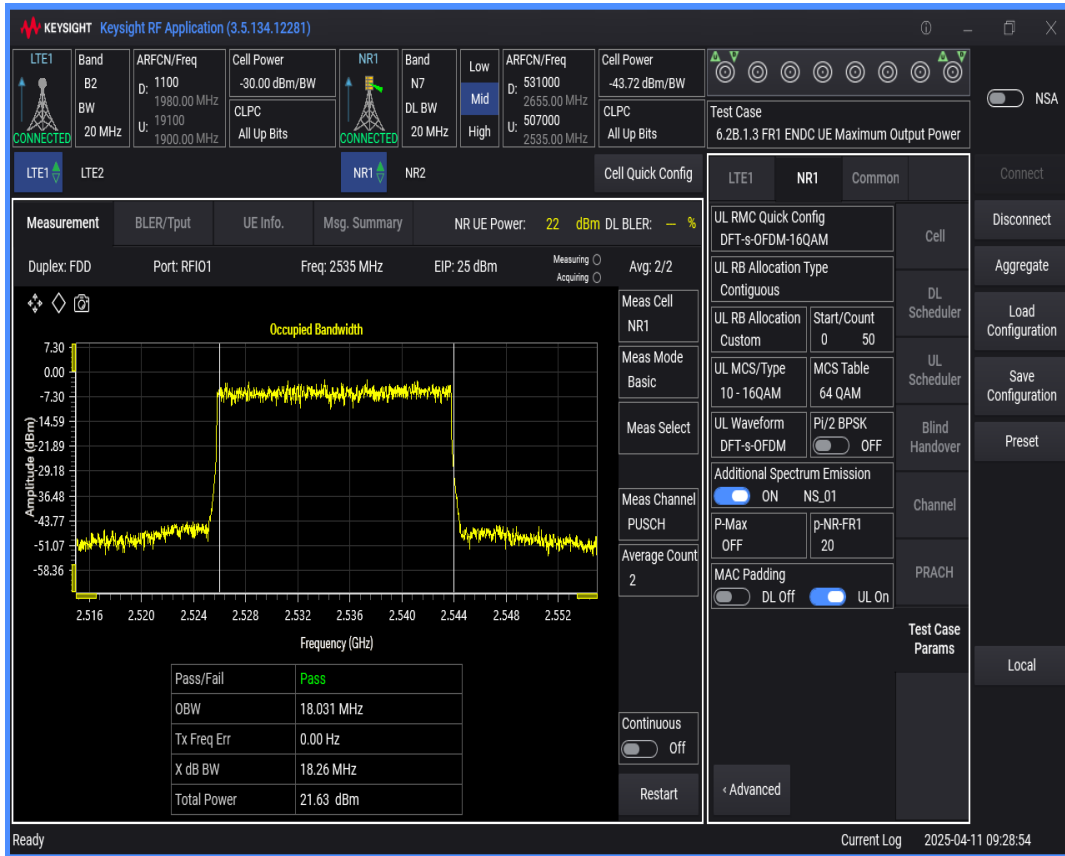 KEYSIGHT Keysight RF Application (3.5.134.12281)
LTE1
CONNECTED
Band
B2
BW
20 MHz
ARFCN/Freq
D: 1100
1980.00 MHz
U: 19100
1900.00 MHz
Cell Power
-30.00 dBm/BW
CLPC
All Up Bits
NR1
CONNECTED
Band
N7
DL BW
20 MHz
Low
Mid
High
ARFCN/Freq
D: 531000
2655.00 MHz
U: 507000
2535.00 MHz
Cell Power
-43.72 dBm/BW
CLPC
All Up Bits
Test Case
6.2B.1.3 FR1 ENDC UE Maximum Output Power
NSA
LTE1 LTE2 NR1 NR2 Cell Quick Config
Measurement BLER/Tput UE Info. Msg. Summary NR UE Power: 22 dBm DL BLER: --- %
Duplex: FDD Port: RFIO1 Freq: 2535 MHz EIP: 25 dBm Measuring Acquiring Avg: 2/2
Occupied Bandwidth
Amplitude (dBm)
7.30
0.00
-7.30
-14.59
-21.89
-29.18
-36.48
-43.77
-51.07
-58.36
2.516 2.520 2.524 2.528 2.532 2.536 2.540 2.544 2.548 2.552
Frequency (GHz)
Pass/Fail Pass
OBW 18.031 MHz
Tx Freq Err 0.00 Hz
X dB BW 18.26 MHz
Total Power 21.63 dBm
Meas Cell
NR1
Meas Mode
Basic
Meas Select
Meas Channel
PUSCH
Average Count
2
Continuous
Off
Restart
LTE1 NR1 Common
UL RMC Quick Config
DFT-s-OFDM-16QAM
UL RB Allocation Type
Contiguous
UL RB Allocation
Custom
Start/Count
0 50
UL MCS/Type
10 - 16QAM
MCS Table
64 QAM
UL Waveform
DFT-s-OFDM
Pi/2 BPSK
OFF
Additional Spectrum Emission
ON NS_01
P-Max
OFF
p-NR-FR1
20
MAC Padding
DL Off UL On
‹ Advanced
Cell
DL
Scheduler
UL
Scheduler
Blind
Handover
Channel
PRACH
Test Case
Params
Connect
Disconnect
Aggregate
Load
Configuration
Save
Configuration
Preset
Local
Ready Current Log 2025-04-11 09:28:54